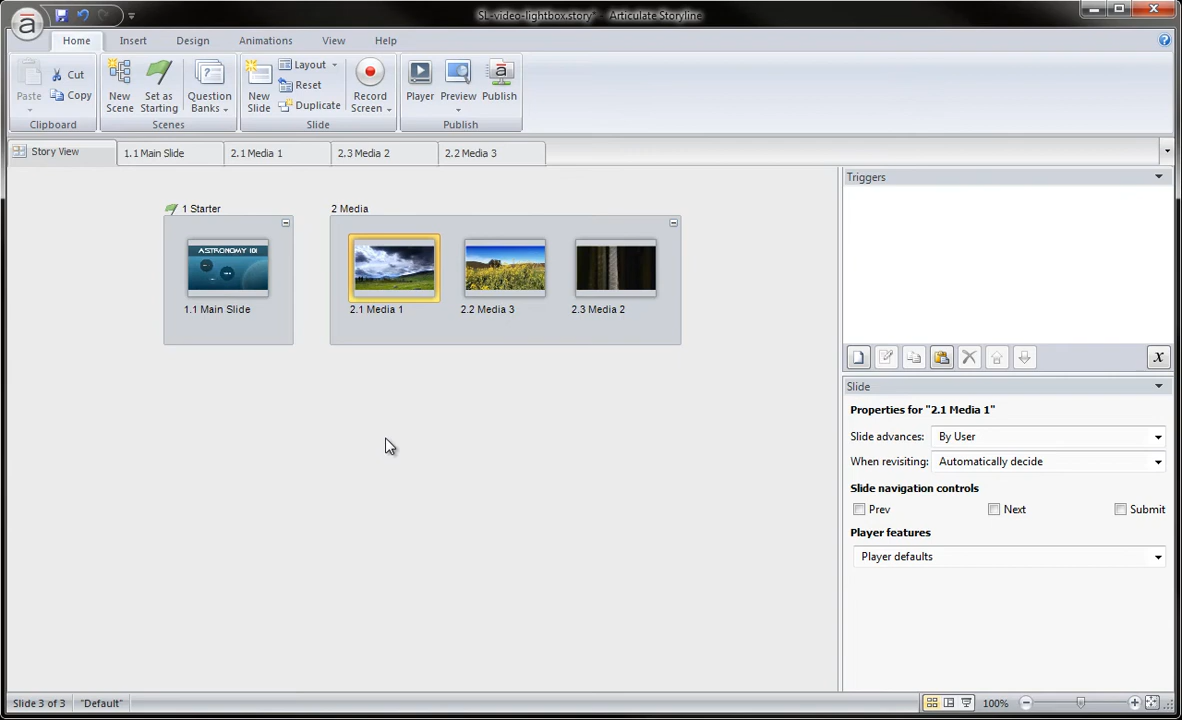 SL-video-lightbox.story* - Articulate Storyline
Home Insert Design Animations View Help
Paste Cut Copy
Clipboard
New Scene Set as Starting Question Banks
Scenes
New Slide Layout Reset Duplicate Record Screen
Slide
Player Preview Publish
Publish
Story View 1.1 Main Slide 2.1 Media 1 2.3 Media 2 2.2 Media 3
1 Starter
ASTRONOMY 101
1.1 Main Slide
2 Media
2.1 Media 1 2.2 Media 3 2.3 Media 2
Triggers
x
Slide
Properties for "2.1 Media 1"
Slide advances: By User
When revisiting: Automatically decide
Slide navigation controls
Prev Next Submit
Player features
Player defaults
Slide 3 of 3 "Default" 100%